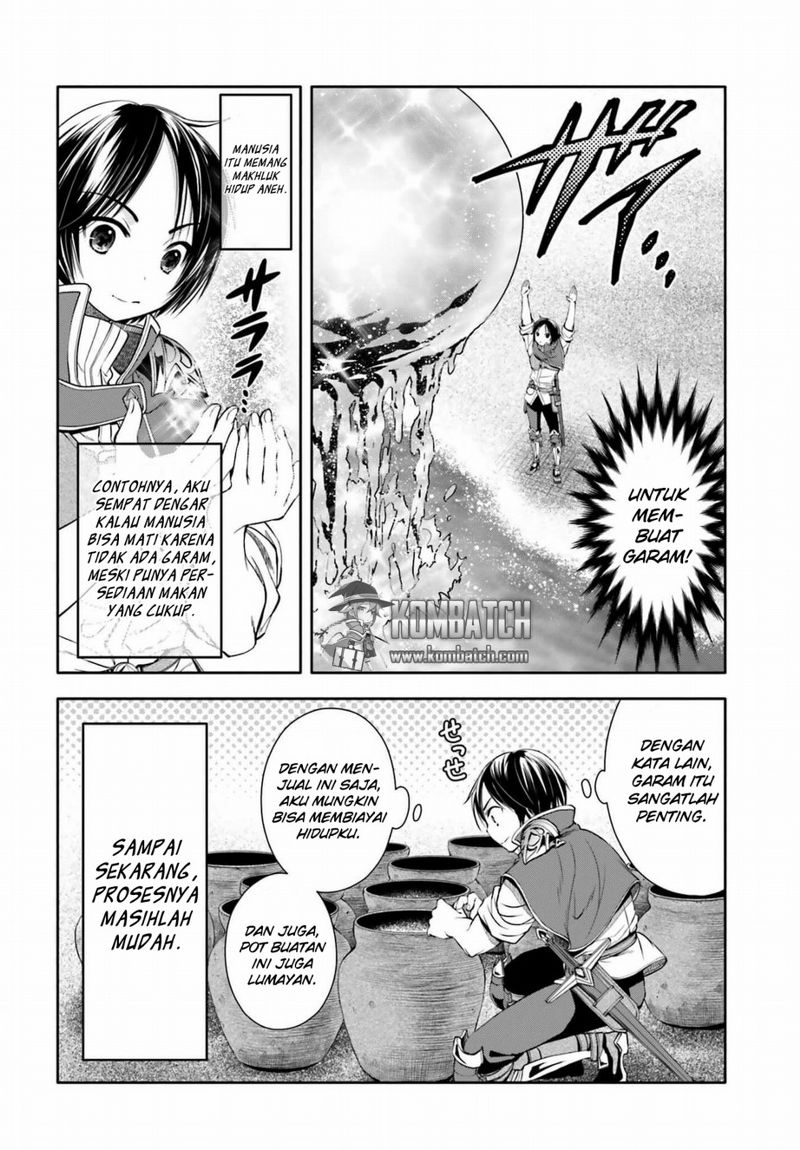 ザザザ
UNTUK
MEM-
BUAT
GARAM!
MANUSIA
ITU MEMANG
MAKHLUK
HIDUP ANEH.
サララ…
CONTOHNYA, AKU
SEMPAT DENGAR
KALAU MANUSIA
BISA MATI KARENA
TIDAK ADA GARAM,
MESKI PUNYA PER-
SEDIAAN MAKAN
YANG CUKUP.
KOMBATCH
www.kombatch.com
DENGAN
KATA LAIN,
GARAM ITU
SANGATLAH
PENTING.
せっせ
DENGAN MEN-
JUAL INI SAJA,
AKU MUNGKIN
BISA MEMBIAYAI
HIDUPKU.
DAN JUGA,
POT BUATAN
INI JUGA
LUMAYAN.
SAMPAI
SEKARANG,
PROSESNYA
MASIHLAH
MUDAH.